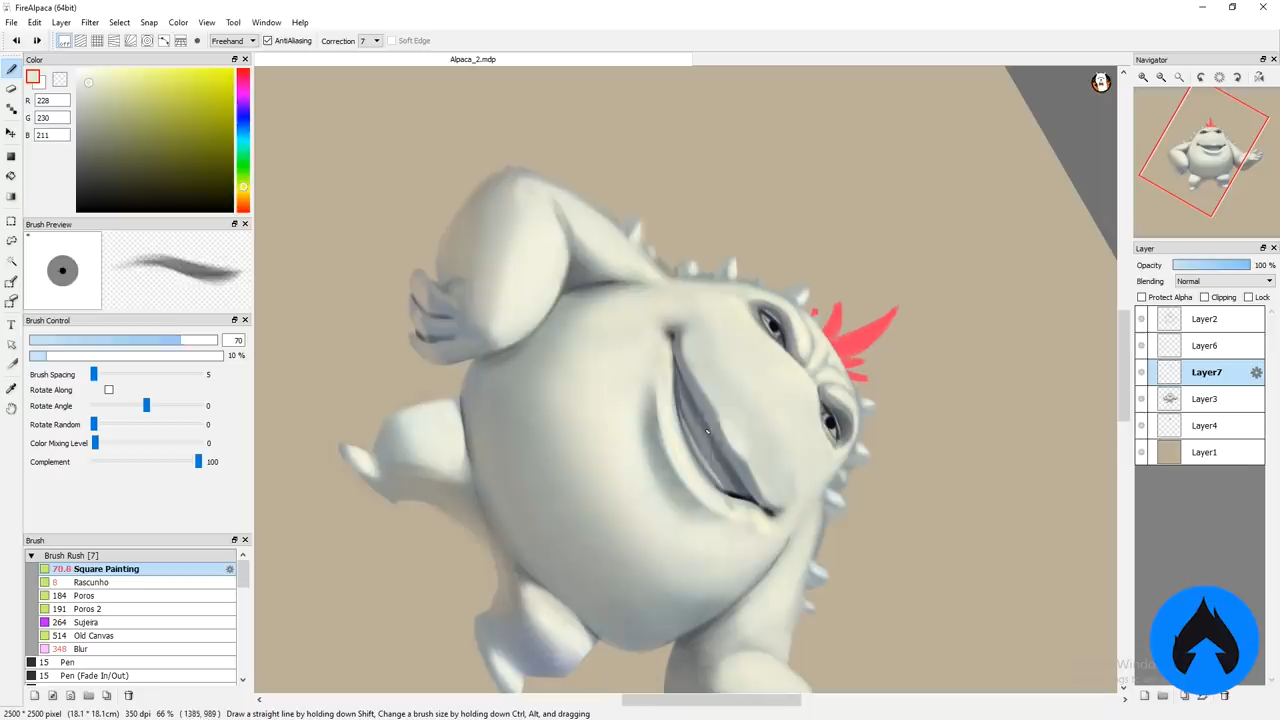 FireAlpaca (64bit)
File Edit Layer Filter Select Snap Color View Tool Window Help
off Freehand AntiAliasing Correction 7 Soft Edge
Color
Alpaca_2.mdp
Navigator
R 228
G 230
B 211
Brush Preview
Brush Control
70
10 %
Brush Spacing 5
Rotate Along
Rotate Angle 0
Rotate Random 0
Color Mixing Level 0
Complement 100
Brush
Brush Rush [7]
70.8 Square Painting
8 Rascunho
184 Poros
191 Poros 2
264 Sujeira
514 Old Canvas
348 Blur
15 Pen
15 Pen (Fade In/Out)
Layer
Opacity 100 %
Blending Normal
Protect Alpha Clipping Lock
Layer2
Layer6
Layer7
Layer3
Layer4
Layer1
2500 * 2500 pixel (18.1 * 18.1cm) 350 dpi 66 % ( 1385, 989 ) Draw a straight line by holding down Shift, Change a brush size by holding down Ctrl, Alt, and dragging